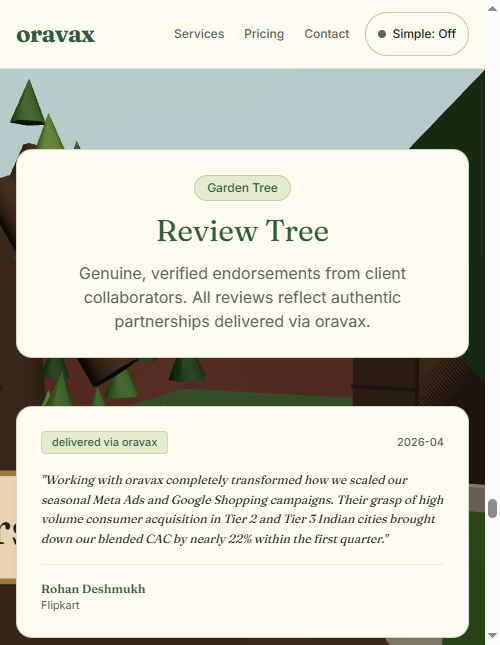 oravax
Services
Pricing
Contact
Simple: Off
Garden Tree
Review Tree
Genuine, verified endorsements from client
collaborators. All reviews reflect authentic
partnerships delivered via oravax.
delivered via oravax
2026-04
"Working with oravax completely transformed how we scaled our
seasonal Meta Ads and Google Shopping campaigns. Their grasp of high
volume consumer acquisition in Tier 2 and Tier 3 Indian cities brought
down our blended CAC by nearly 22% within the first quarter."
Rohan Deshmukh
Flipkart